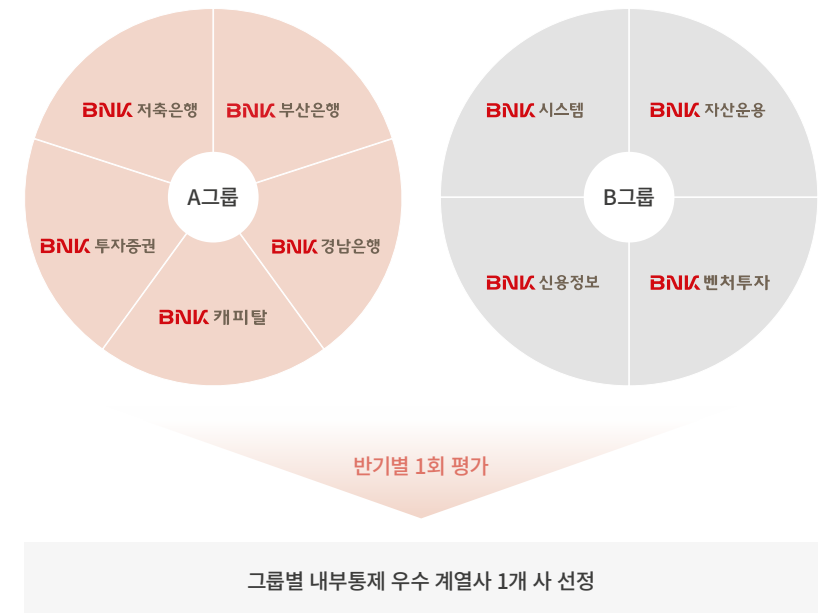 BNK 저축은행
BNK 부산은행
A그룹
BNK 투자증권
BNK 경남은행
BNK 캐피탈
BNK 시스템
BNK 자산운용
B그룹
BNK 신용정보
BNK 벤처투자
반기별 1회 평가
그룹별 내부통제 우수 계열사 1개 사 선정